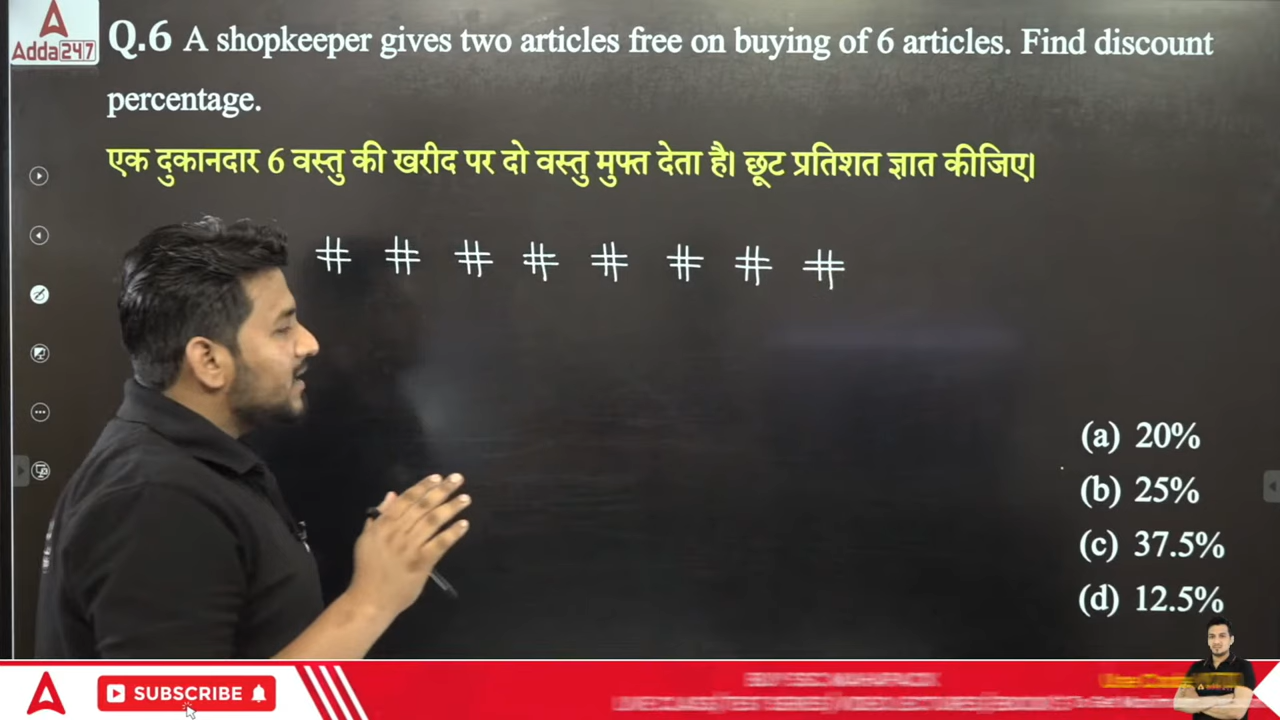 Adda247
Q.6 A shopkeeper gives two articles free on buying of 6 articles. Find discount
percentage.
एक दुकानदार 6 वस्तु की खरीद पर दो वस्तु मुफ्त देता है। छूट प्रतिशत ज्ञात कीजिए।
# # # # # # # #
(a) 20%
(b) 25%
(c) 37.5%
(d) 12.5%
SUBSCRIBE